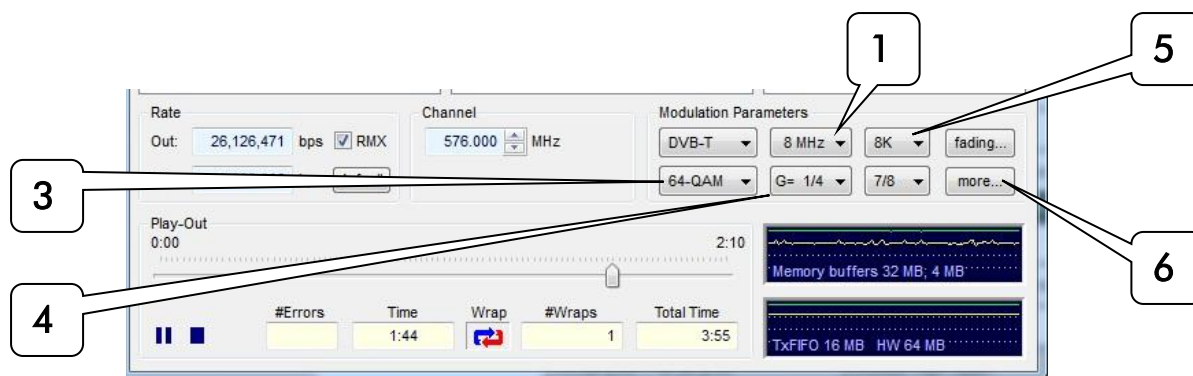 1
5
Rate
Channel
Modulation Parameters
Out: 26,126,471 bps RMX
576.000 MHz
DVB-T 8 MHz 8K fading...
3
64-QAM G= 1/4 7/8 more...
Play-Out
0:00 2:10
Memory buffers 32 MB; 4 MB
6
4
#Errors Time Wrap #Wraps Total Time
1:44 1 3:55
TxFIFO 16 MB HW 64 MB